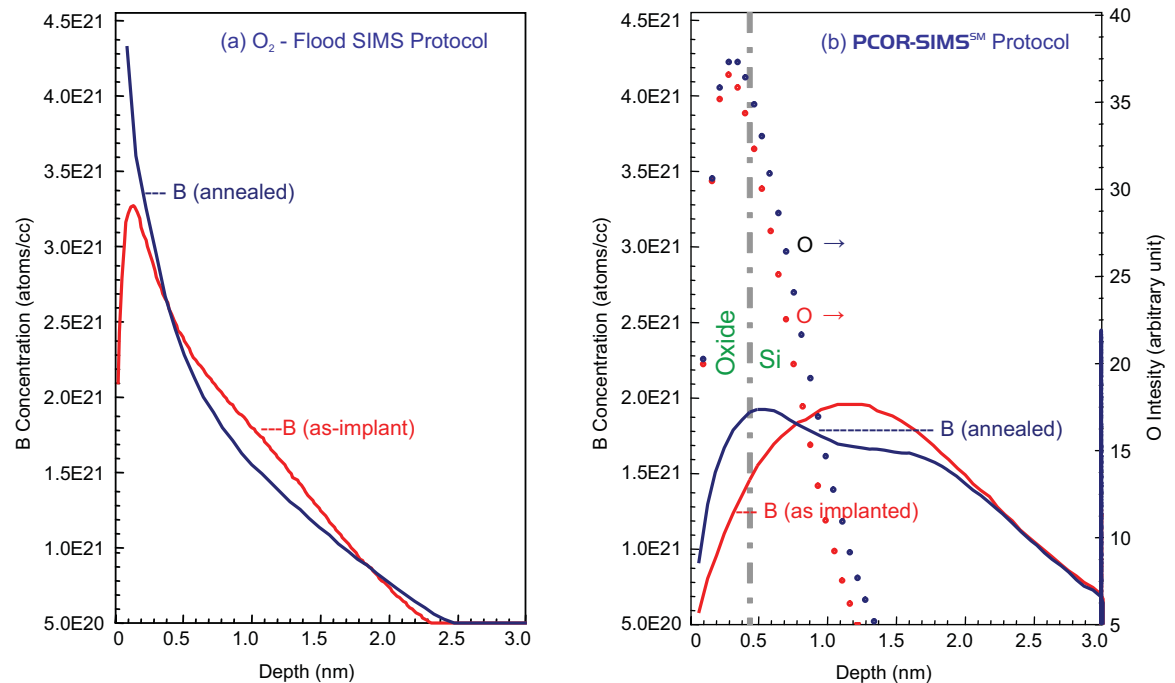 (a) O₂ - Flood SIMS Protocol
B Concentration (atoms/cc)
4.5E21
4.0E21
3.5E21
3.0E21
2.5E21
2.0E21
1.5E21
1.0E21
5.0E20
B (annealed)
B (as-implant)
0
0.5
1.0
1.5
2.0
2.5
3.0
Depth (nm)
(b) PCOR-SIMS℠ Protocol
B Concentration (atoms/cc)
4.5E21
4.0E21
3.5E21
3.0E21
2.5E21
2.0E21
1.5E21
1.0E21
5.0E20
O →
O →
Oxide
Si
B (annealed)
B (as implanted)
40
35
30
25
20
15
10
5
O Intesity (arbitrary unit)
0
0.5
1.0
1.5
2.0
2.5
3.0
Depth (nm)